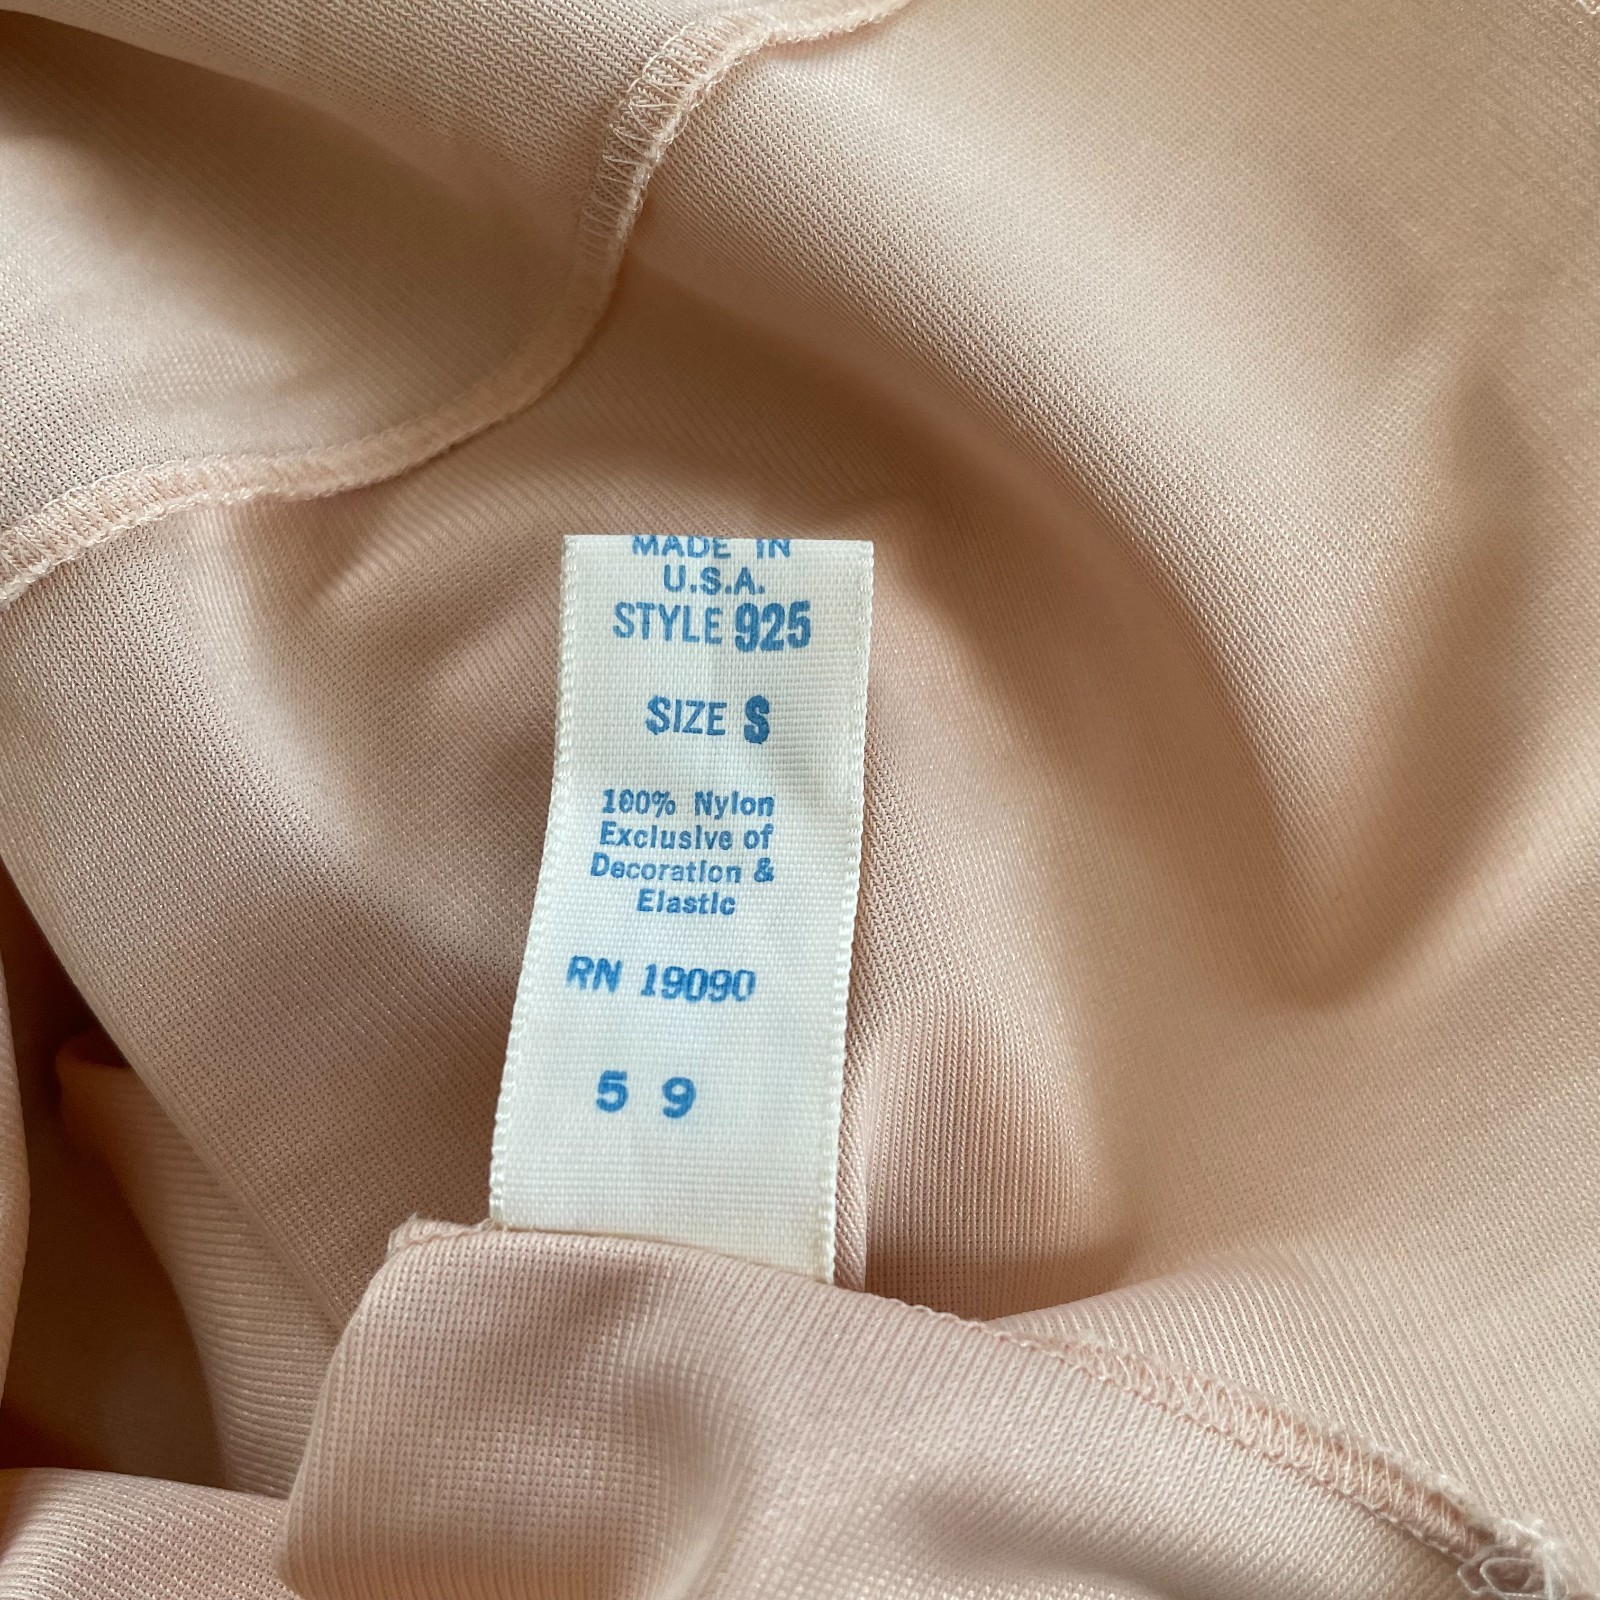 MADE IN
U.S.A.
STYLE 925
SIZE S
100% Nylon
Exclusive of
Decoration &
Elastic
RN 19090
5 9